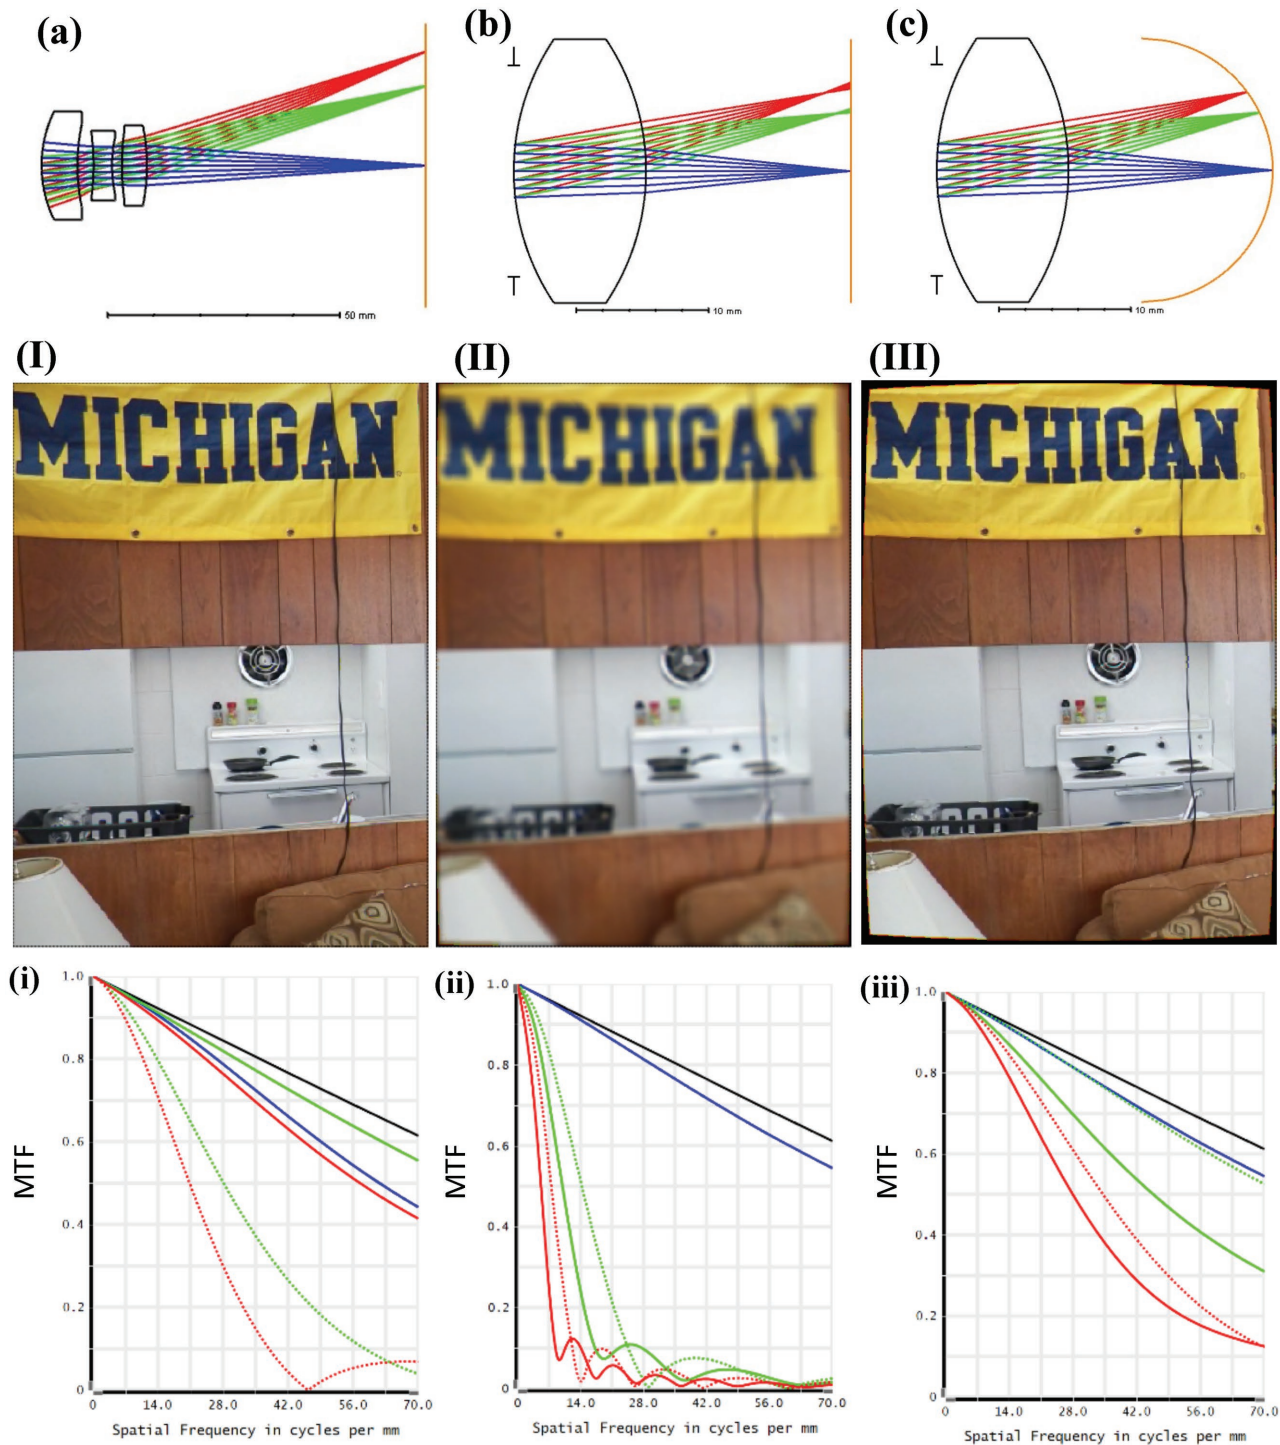 (a)
(b)
(c)
50 mm
10 mm
10 mm
(I)
(II)
(III)
MICHIGAN
MICHIGAN
MICHIGAN
(i)
(ii)
(iii)
1.0
0.8
0.6
0.4
0.2
0
MTF
0 14.0 28.0 42.0 56.0 70.0
Spatial Frequency in cycles per mm
1.0
0.8
0.6
0.4
0.2
0
MTF
0 14.0 28.0 42.0 56.0 70.0
Spatial Frequency in cycles per mm
1.0
0.8
0.6
0.4
0.2
0
MTF
0 14.0 28.0 42.0 56.0 70.0
Spatial Frequency in cycles per mm